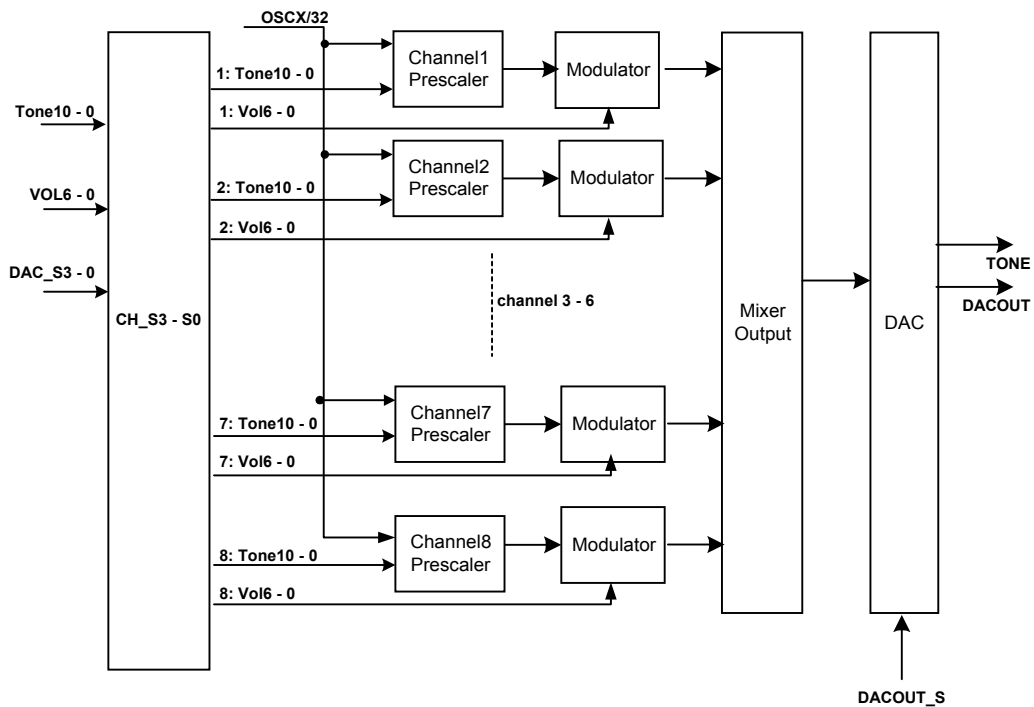 OSCX/32
Tone10 - 0
VOL6 - 0
DAC_S3 - 0
CH_S3 - S0
1: Tone10 - 0
1: Vol6 - 0
Channel1
Prescaler
Modulator
2: Tone10 - 0
2: Vol6 - 0
Channel2
Prescaler
Modulator
channel 3 - 6
7: Tone10 - 0
7: Vol6 - 0
Channel7
Prescaler
Modulator
8: Tone10 - 0
8: Vol6 - 0
Channel8
Prescaler
Modulator
Mixer
Output
DAC
TONE
DACOUT
DACOUT_S